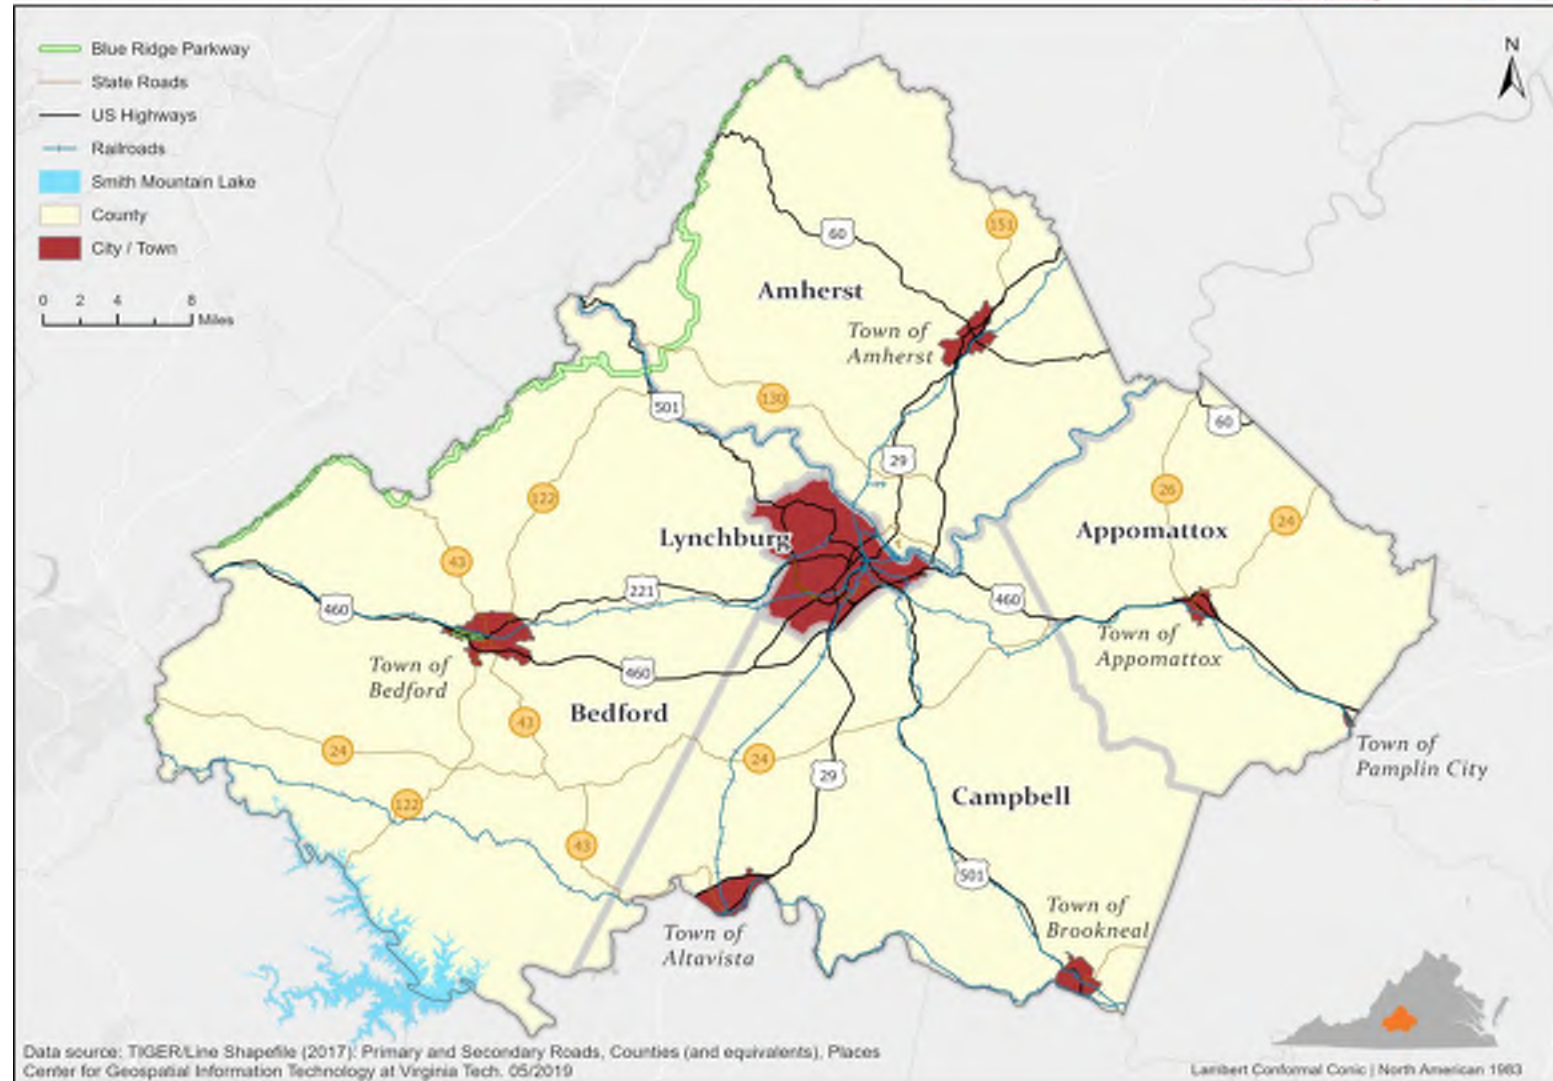 Blue Ridge Parkway
State Roads
US Highways
Railroads
Smith Mountain Lake
County
City / Town
0 2 4 8
Miles
N
151
60
Amherst
Town of
Amherst
130
501
29
60
122
26
24
Lynchburg
Appomattox
43
221
460
460
Town of
Appomattox
Town of
Bedford
460
Bedford
43
24
24
29
Town of
Pamplin City
122
Campbell
43
501
Town of
Brookneal
Town of
Altavista
Data source: TIGER/Line Shapefile (2017): Primary and Secondary Roads, Counties (and equivalents), Places
Center for Geospatial Information Technology at Virginia Tech. 05/2019
Lambert Conformal Conic | North American 1983